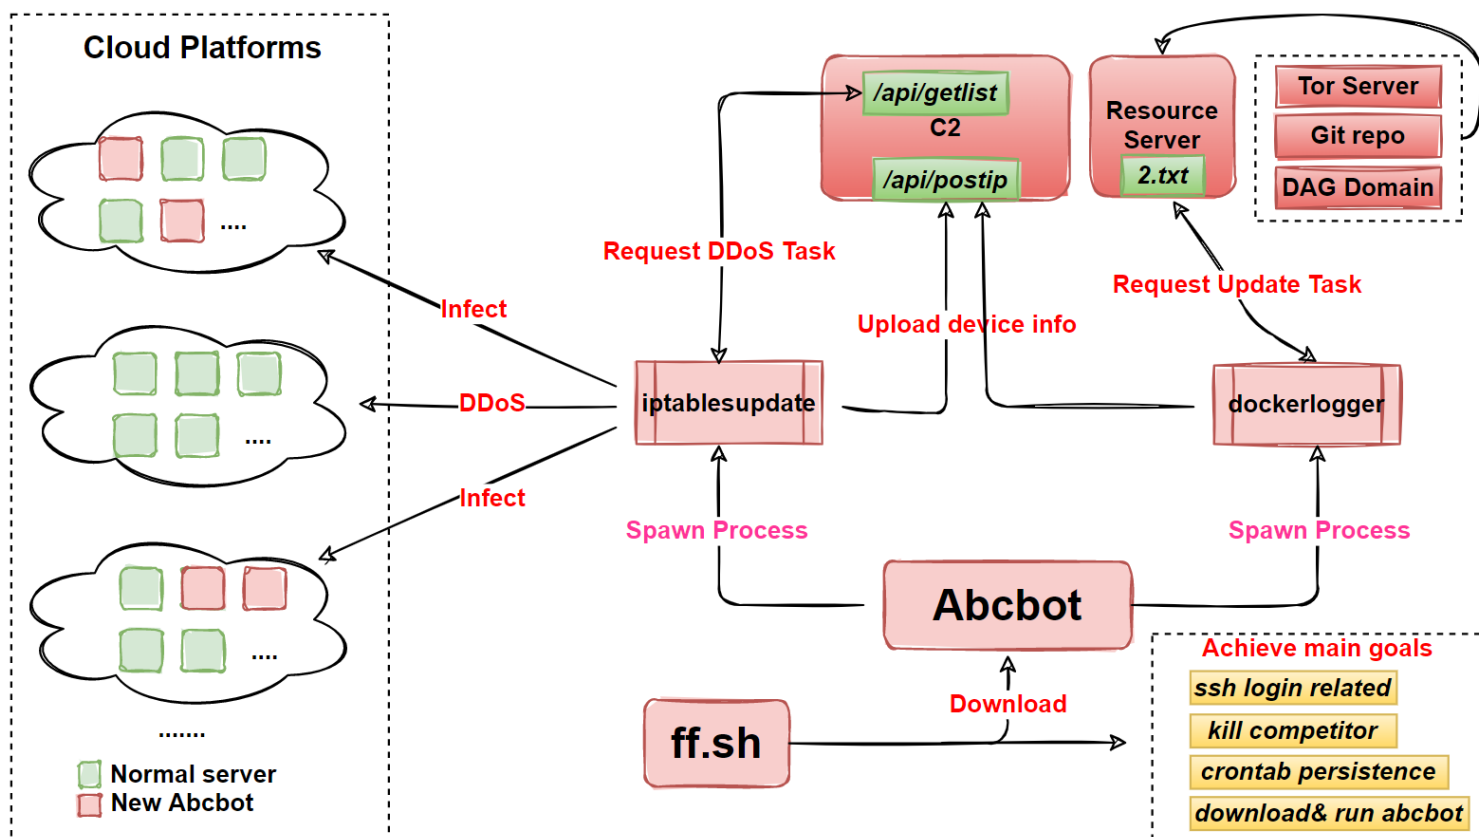 Cloud Platforms
....
Infect
....
DDoS
Infect
....
.......
Normal server
New Abcbot
/api/getlist
C2
/api/postip
Resource
Server
2.txt
Tor Server
Git repo
DAG Domain
Request DDoS Task
Upload device info
Request Update Task
iptablesupdate
dockerlogger
Spawn Process
Spawn Process
Abcbot
Download
ff.sh
Achieve main goals
ssh login related
kill competitor
crontab persistence
download& run abcbot